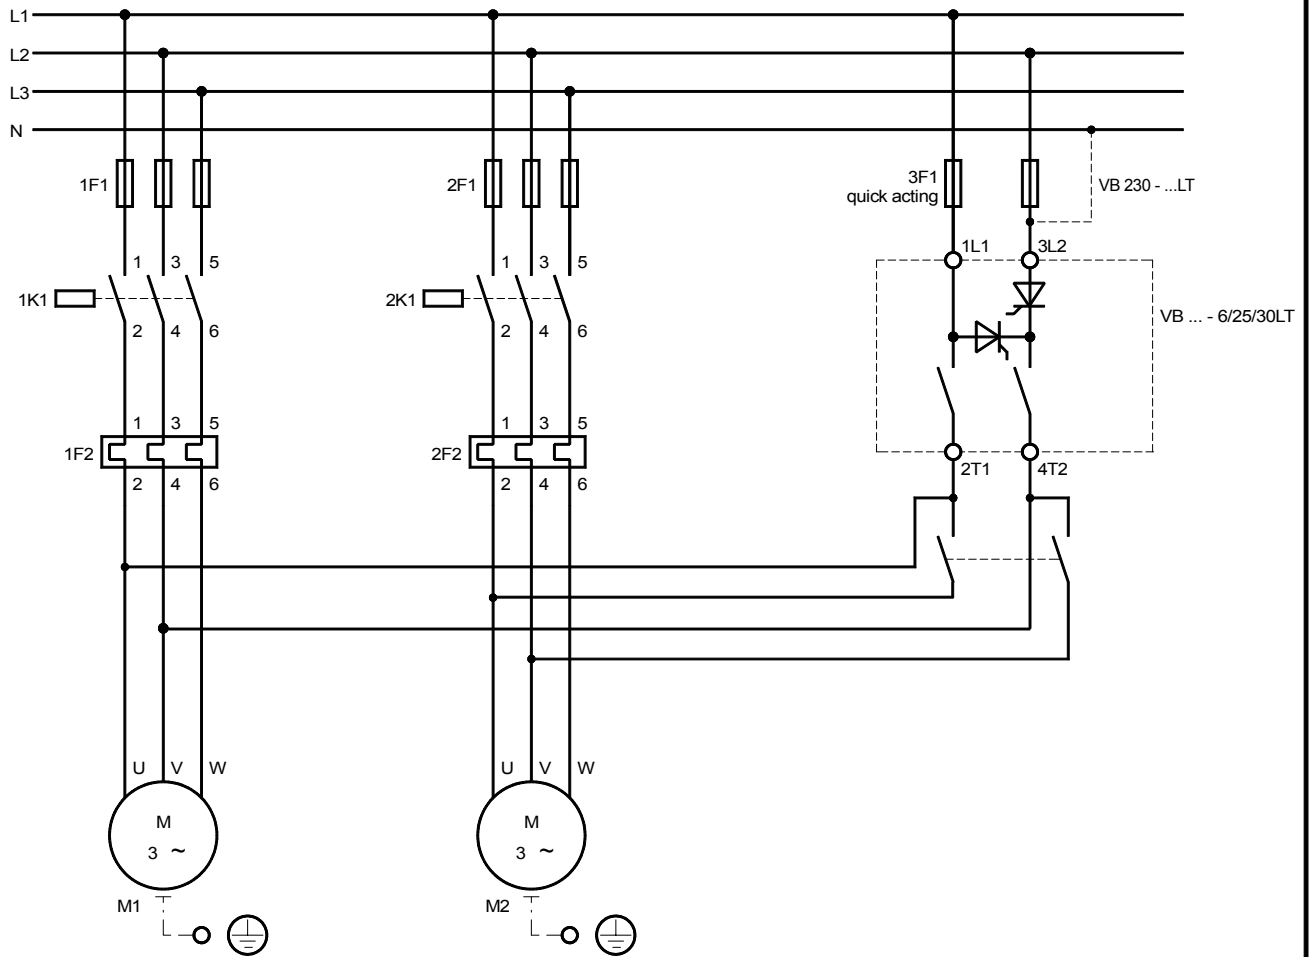 L1
L2
L3
N
1F1
2F1
3F1
quick acting
VB 230 - ...LT
1 3 5
1 3 5
1L1 3L2
1K1
2K1
VB ... - 6/25/30LT
2 4 6
2 4 6
1 3 5
1 3 5
1F2
2F2
2T1 4T2
2 4 6
2 4 6
U V W
U V W
M
3 ~
M
3 ~
M1
M2